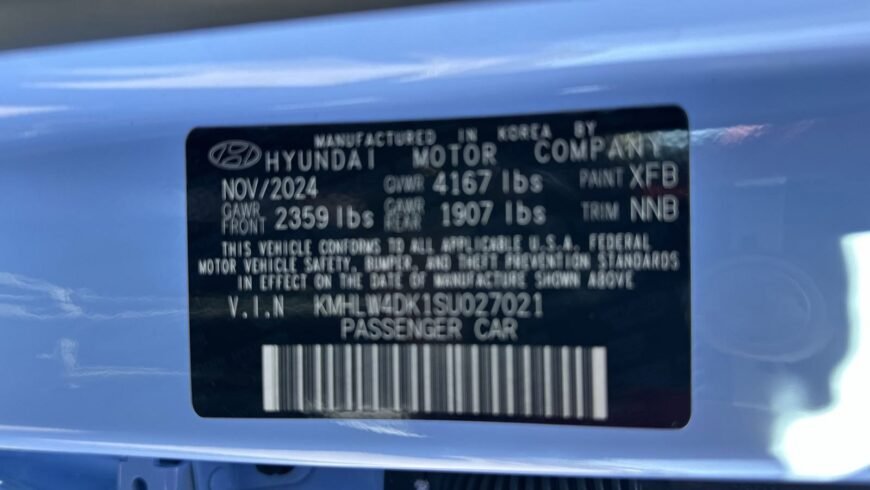 MANUFACTURED IN KOREA BY
HYUNDAI MOTOR COMPANY
NOV/2024 GVWR 4167 lbs PAINT XFB
GAWR FRONT 2359 lbs GAWR REAR 1907 lbs TRIM NNB
THIS VEHICLE CONFORMS TO ALL APPLICABLE U.S.A. FEDERAL
MOTOR VEHICLE SAFETY, BUMPER, AND THEFT PREVENTION STANDARDS
IN EFFECT ON THE DATE OF MANUFACTURE SHOWN ABOVE
V.I.N KMHLW4DK1SU027021
PASSENGER CAR